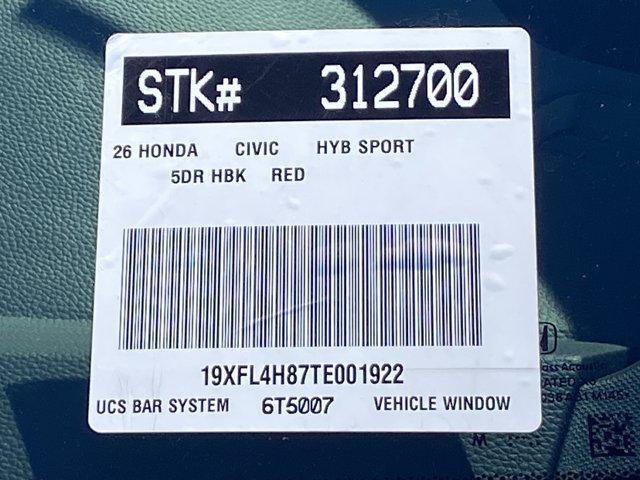 STK# 312700
26 HONDA CIVIC HYB SPORT
5DR HBK RED
19XFL4H87TE001922
UCS BAR SYSTEM 6T5007 VEHICLE WINDOW
M